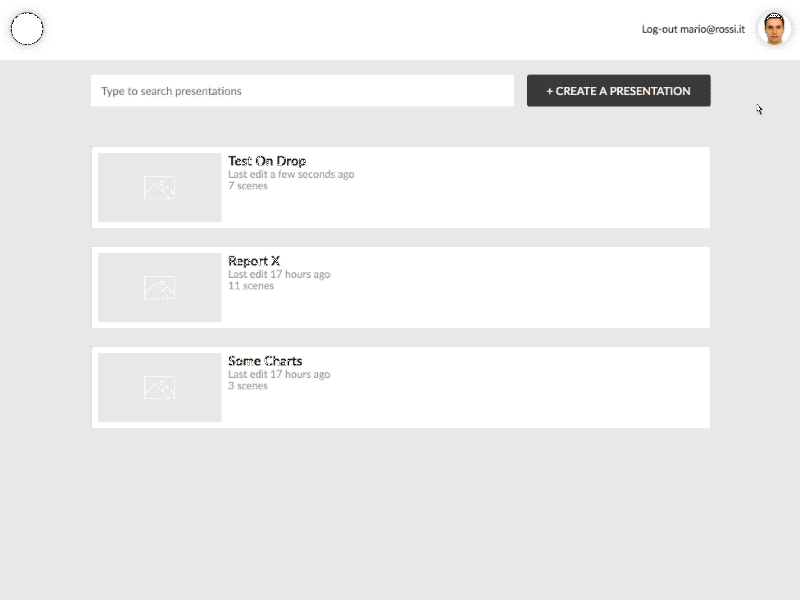 Log-out mario@rossi.it
Type to search presentations
+ CREATE A PRESENTATION
Test On Drop
Last edit a few seconds ago
7 scenes
Report X
Last edit 17 hours ago
11 scenes
Some Charts
Last edit 17 hours ago
3 scenes